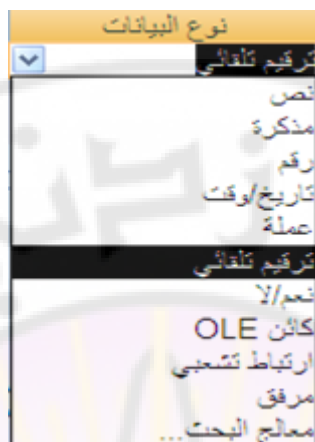 نوع البيانات
ترقيم تلقائي
نص
مذكرة
رقم
تاريخ/وقت
عملة
ترقيم تلقائي
نعم/لا
كائن OLE
ارتباط تشعبي
مرفق
معالج البحث...